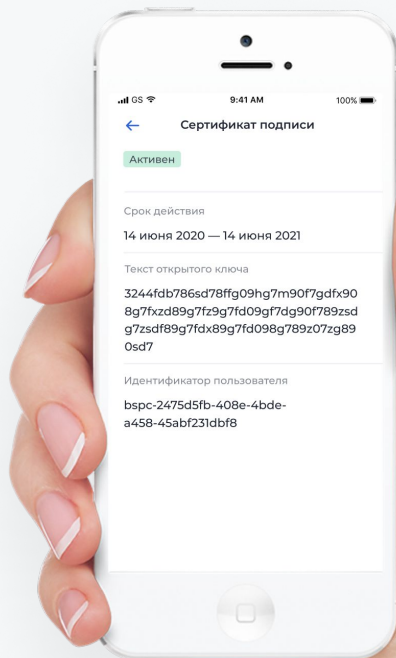 GS 9:41 AM 100%
Сертификат подписи
Активен
Срок действия
14 июня 2020 — 14 июня 2021
Текст открытого ключа
3244fdb786sd78ffg09hg7m90f7gdfx90
8g7fxzd89g7fz9g7fd09gf7dg90f789zsd
g7zsdf89g7fdx89g7fd098g789z07zg89
0sd7
Идентификатор пользователя
bspc-2475d5fb-408e-4bde-
a458-45abf231dbf8